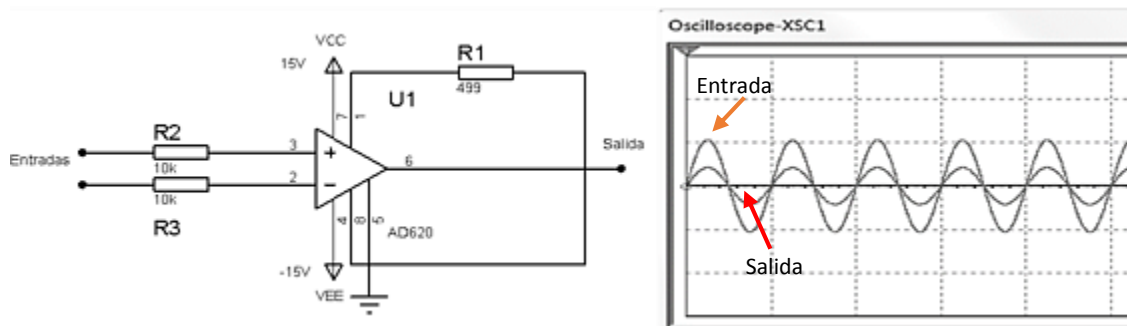 VCC
15V
R1
499
U1
7
1
R2
10k
Entradas
3
2
6
Salida
10k
R3
4
8
5
AD620
-15V
VEE
Oscilloscope-XSC1
Entrada
Salida